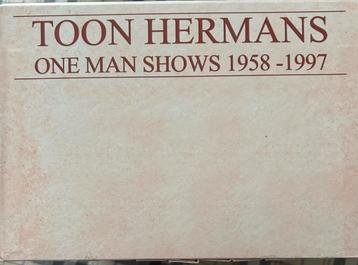 TOON HERMANS
ONE MAN SHOWS 1958 -1997